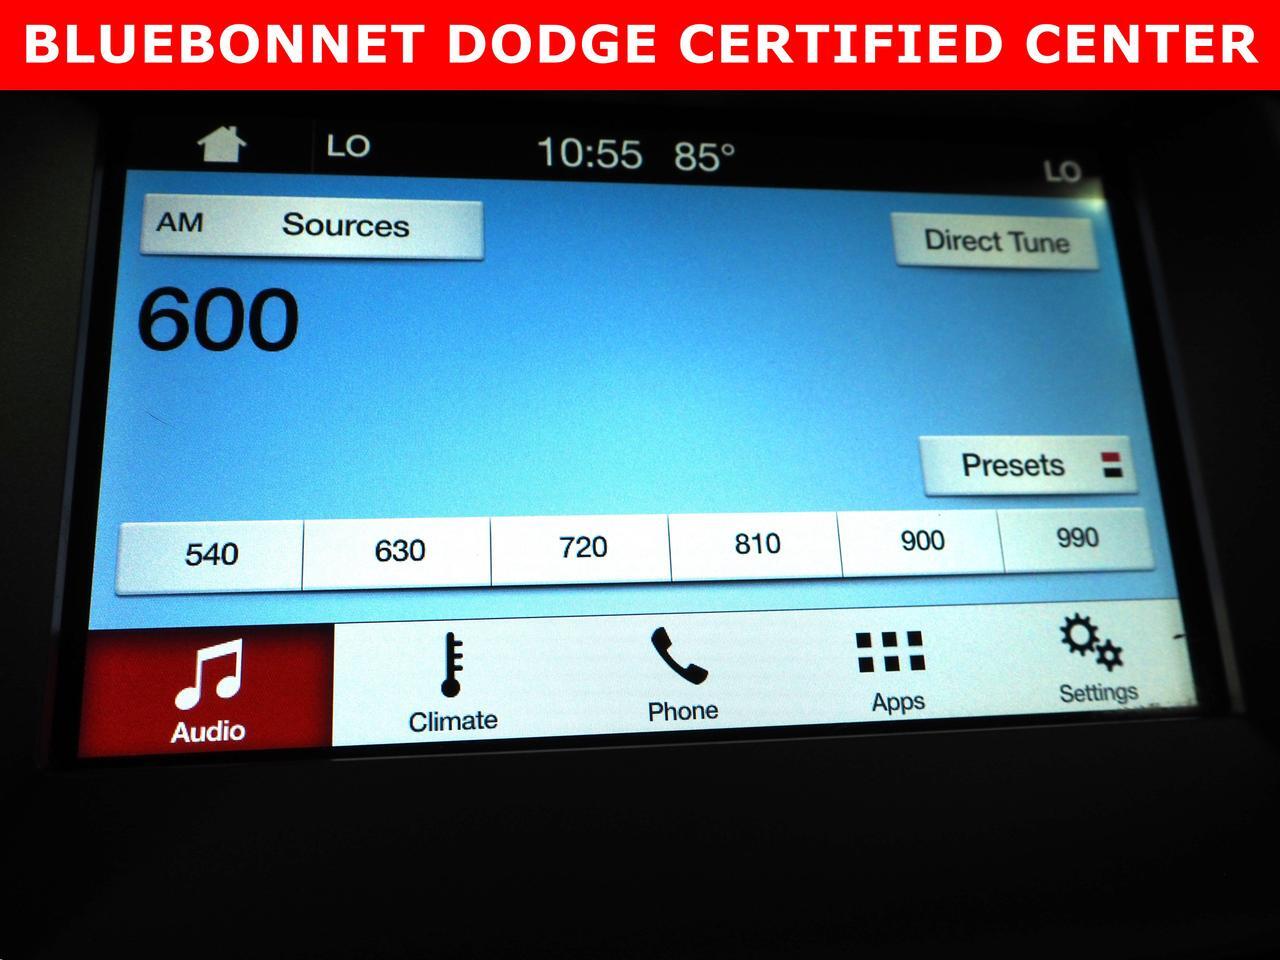 BLUEBONNET DODGE CERTIFIED CENTER
LO 10:55 85° LO
AM Sources Direct Tune
600
Presets
540 630 720 810 900 990
Audio Climate Phone Apps Settings